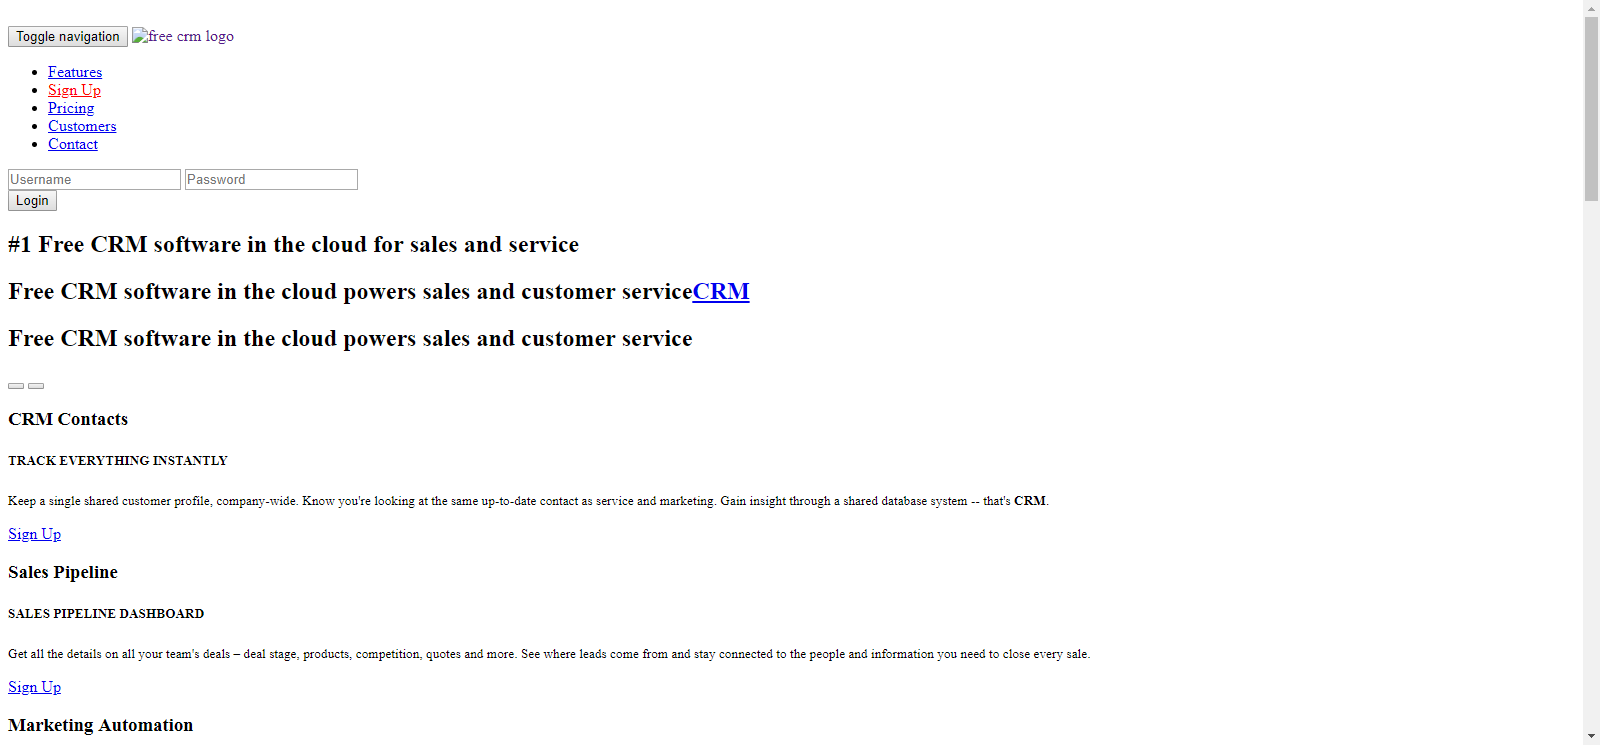 Toggle navigation free crm logo
Features
Sign Up
Pricing
Customers
Contact
Username Password
Login
#1 Free CRM software in the cloud for sales and service
Free CRM software in the cloud powers sales and customer serviceCRM
Free CRM software in the cloud powers sales and customer service
CRM Contacts
TRACK EVERYTHING INSTANTLY
Keep a single shared customer profile, company-wide. Know you're looking at the same up-to-date contact as service and marketing. Gain insight through a shared database system -- that's CRM.
Sign Up
Sales Pipeline
SALES PIPELINE DASHBOARD
Get all the details on all your team's deals – deal stage, products, competition, quotes and more. See where leads come from and stay connected to the people and information you need to close every sale.
Sign Up
Marketing Automation